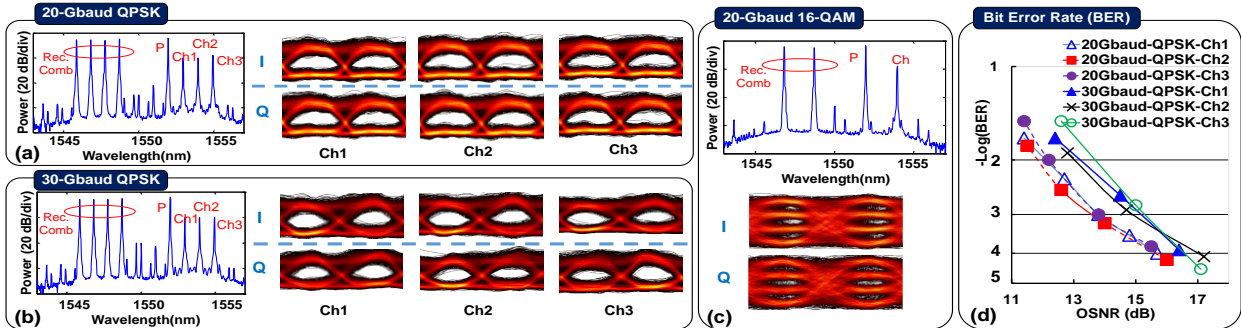 20-Gbaud QPSK
Power (20 dB/div)
Rec.
Comb
P
Ch1
Ch2
Ch3
1545
1550
1555
Wavelength(nm)
(a)
I
Q
Ch1
Ch2
Ch3
30-Gbaud QPSK
Power (20 dB/div)
Rec.
Comb
P
Ch1
Ch2
Ch3
1545
1550
1555
Wavelength(nm)
(b)
I
Q
Ch1
Ch2
Ch3
20-Gbaud 16-QAM
Power (20 dB/div)
Rec.
Comb
P
Ch
1545
1550
1555
Wavelength(nm)
I
Q
(c)
Bit Error Rate (BER)
20Gbaud-QPSK-Ch1
20Gbaud-QPSK-Ch2
20Gbaud-QPSK-Ch3
30Gbaud-QPSK-Ch1
30Gbaud-QPSK-Ch2
30Gbaud-QPSK-Ch3
-Log(BER)
1
2
3
4
5
11
13
15
17
OSNR (dB)
(d)